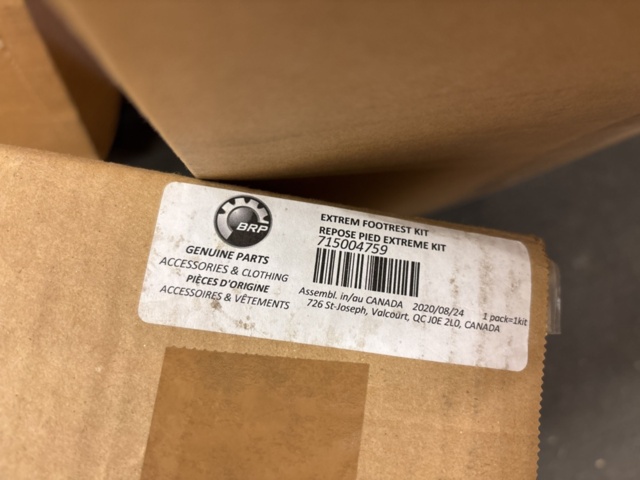 BRP
GENUINE PARTS
ACCESSORIES & CLOTHING
PIÈCES D'ORIGINE
ACCESSOIRES & VÊTEMENTS
EXTREM FOOTREST KIT
REPOSE PIED EXTREME KIT
715004759
Assembl. in/au CANADA 2020/08/24 1 pack=1kit
726 St-Joseph, Valcourt, QC J0E 2L0, CANADA